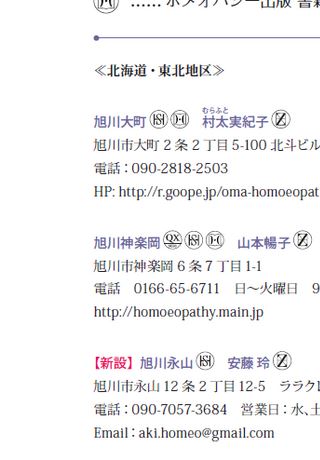 …… ホメオパシー出版 書籍
≪北海道・東北地区≫
旭川大町 村太実紀子
むらふと
旭川市大町 2 条 2 丁目 5-100 北斗ビル
電話：090-2818-2503
HP: http://r.goope.jp/oma-homoeopat
旭川神楽岡 QX 山本暢子
旭川市神楽岡 6 条 7 丁目 1-1
電話　0166-65-6711　日～火曜日　9
http://homoeopathy.main.jp
【新設】 旭川永山 安藤 玲
旭川市永山 12 条 2 丁目 12-5　ララクレ
電話：090-7057-3684　営業日：水、土
Email：aki.homeo@gmail.com